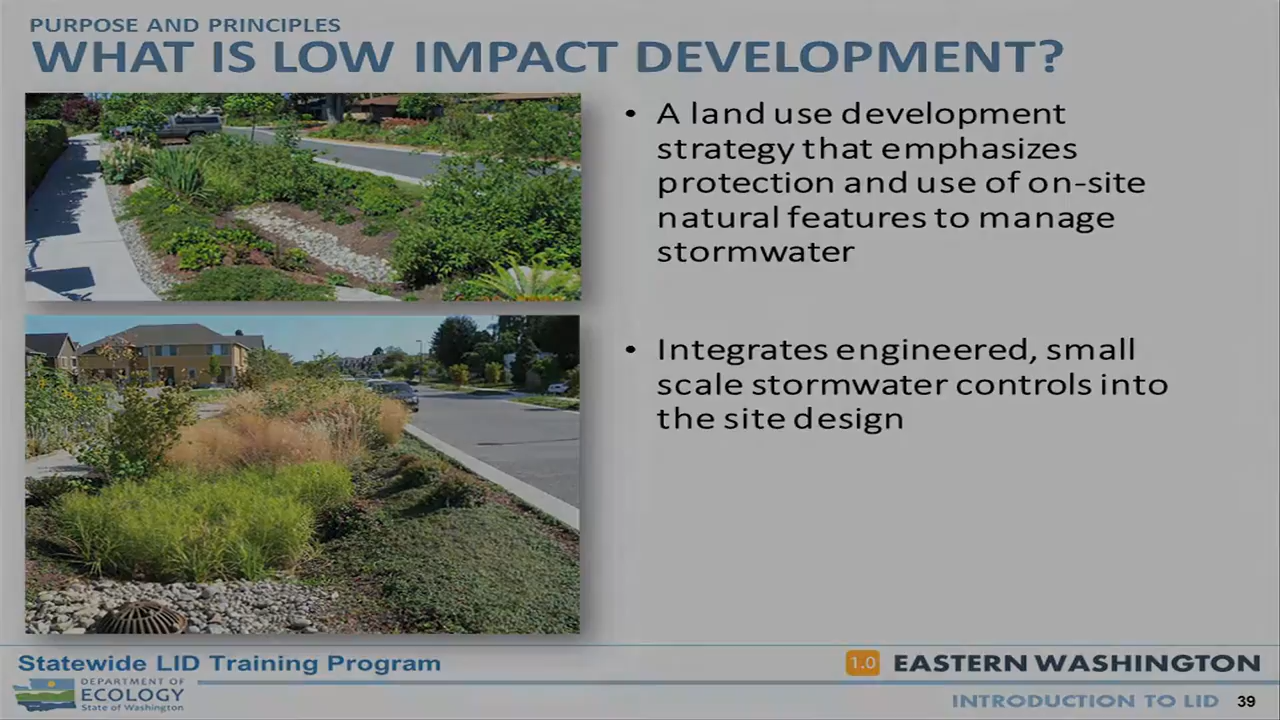 PURPOSE AND PRINCIPLES
WHAT IS LOW IMPACT DEVELOPMENT?
• A land use development
strategy that emphasizes
protection and use of on-site
natural features to manage
stormwater
• Integrates engineered, small
scale stormwater controls into
the site design
Statewide LID Training Program
1.0 EASTERN WASHINGTON
DEPARTMENT OF
ECOLOGY
State of Washington
INTRODUCTION TO LID 39